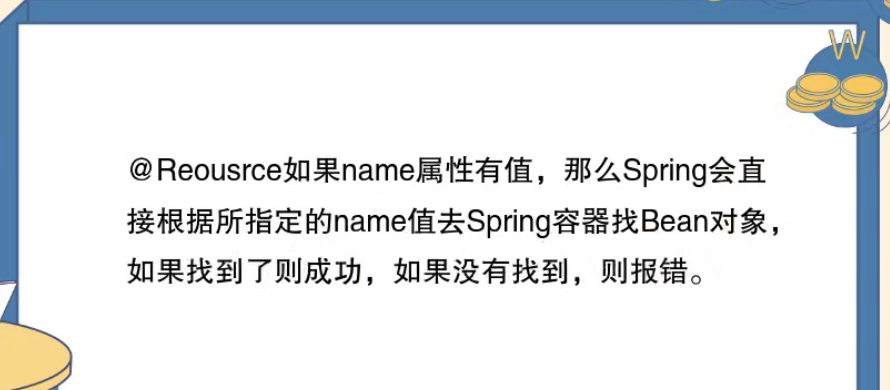 @Reousrce如果name属性有值，那么Spring会直
接根据所指定的name值去Spring容器找Bean对象，
如果找到了则成功，如果没有找到，则报错。